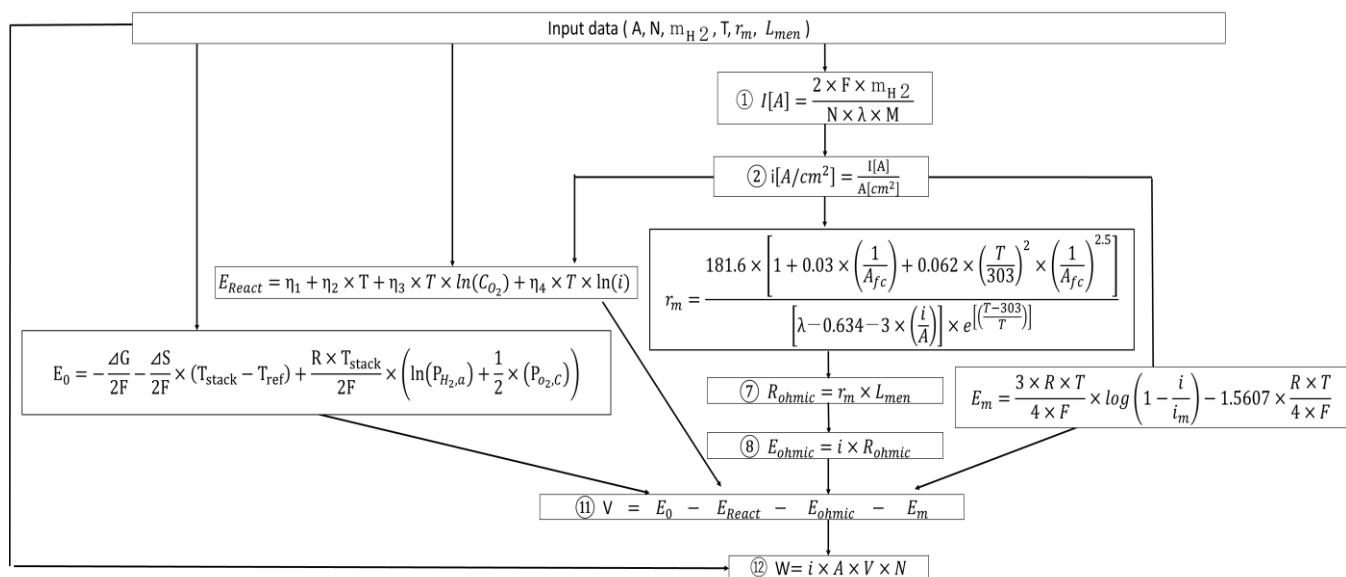 Input data ( A, N, m_H2 , T, r_m, L_men )
① I[A] = (2 × F × m_H2) / (N × λ × M)
② i[A/cm²] = I[A] / A[cm²]
E_React = η₁ + η₂ × T + η₃ × T × ln(C_O₂) + η₄ × T × ln(i)
r_m = (181.6 × [1 + 0.03 × (1/A_fc) + 0.062 × (T/303)² × (1/A_fc)^2.5]) / ([λ−0.634−3 × (i/A)] × e^[((T−303)/T)])
E₀ = −ΔG/2F − ΔS/2F × (T_stack − T_ref) + (R × T_stack)/2F × (ln(P_H₂,a) + 1/2 × (P_o₂,C))
⑦ R_ohmic = r_m × L_men
E_m = (3 × R × T)/(4 × F) × log(1 − i/i_m) − 1.5607 × (R × T)/(4 × F)
⑧ E_ohmic = i × R_ohmic
⑪ V = E₀ − E_React − E_ohmic − E_m
⑫ W= i × A × V × N